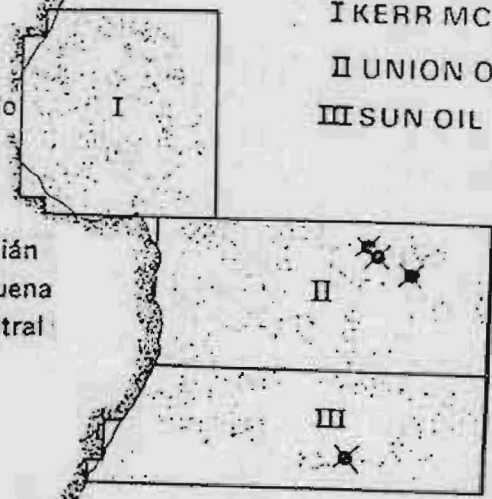 I KERR MC
II UNION O
III SUN OIL
o
I
ián
uena
tral
II
III